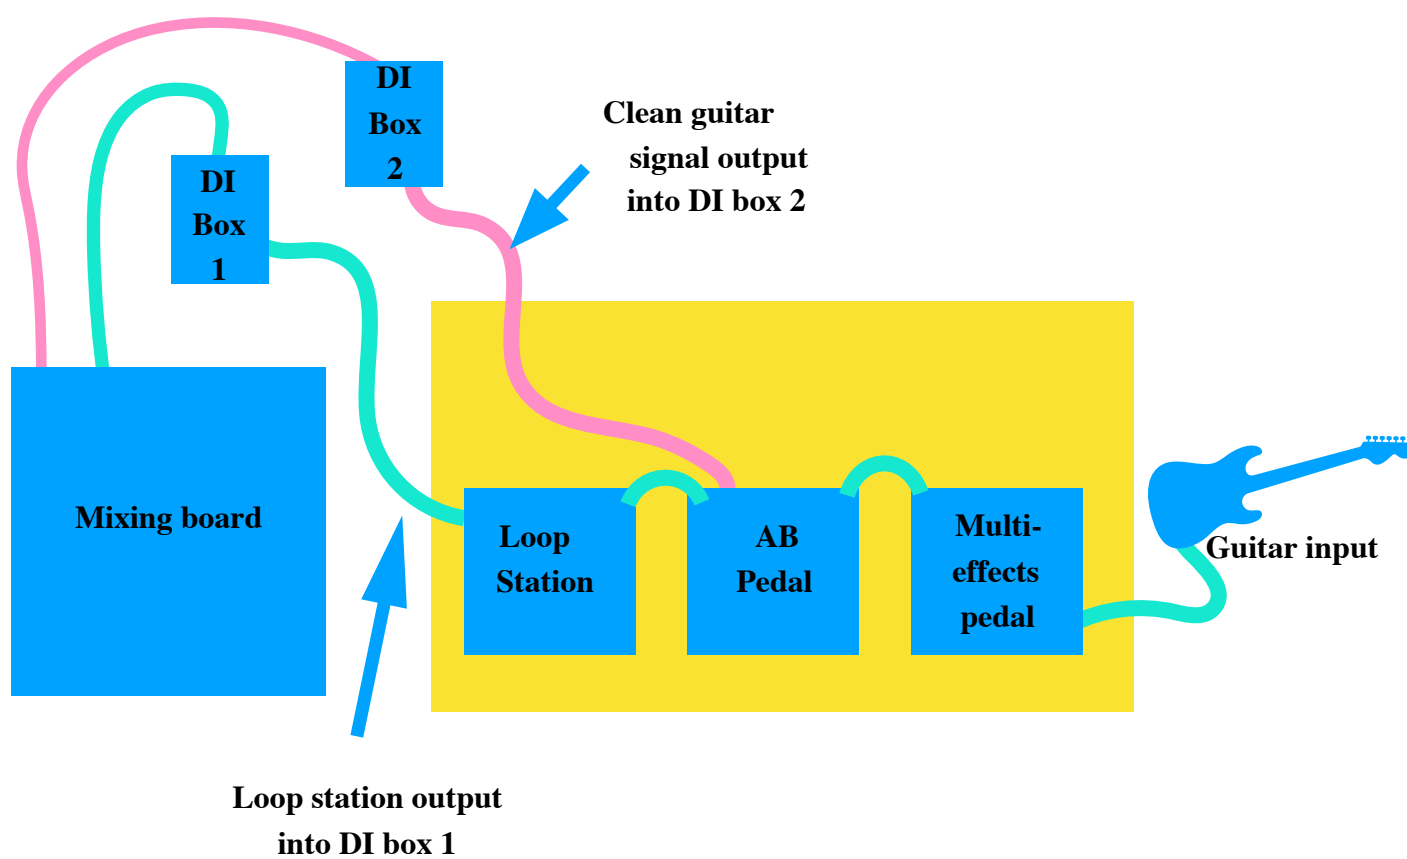 DI
Box
2
Clean guitar
signal output
into DI box 2
DI
Box
1
Mixing board
Loop
Station
AB
Pedal
Multi-
effects
pedal
Guitar input
Loop station output
into DI box 1